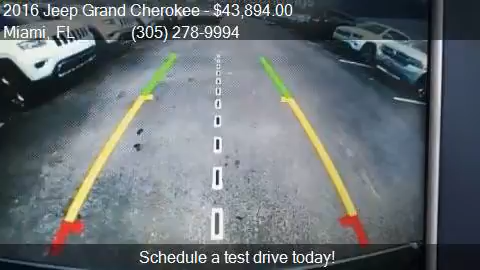 2016 Jeep Grand Cherokee - $43,894.00
Miami, FL (305) 278-9994
Schedule a test drive today!